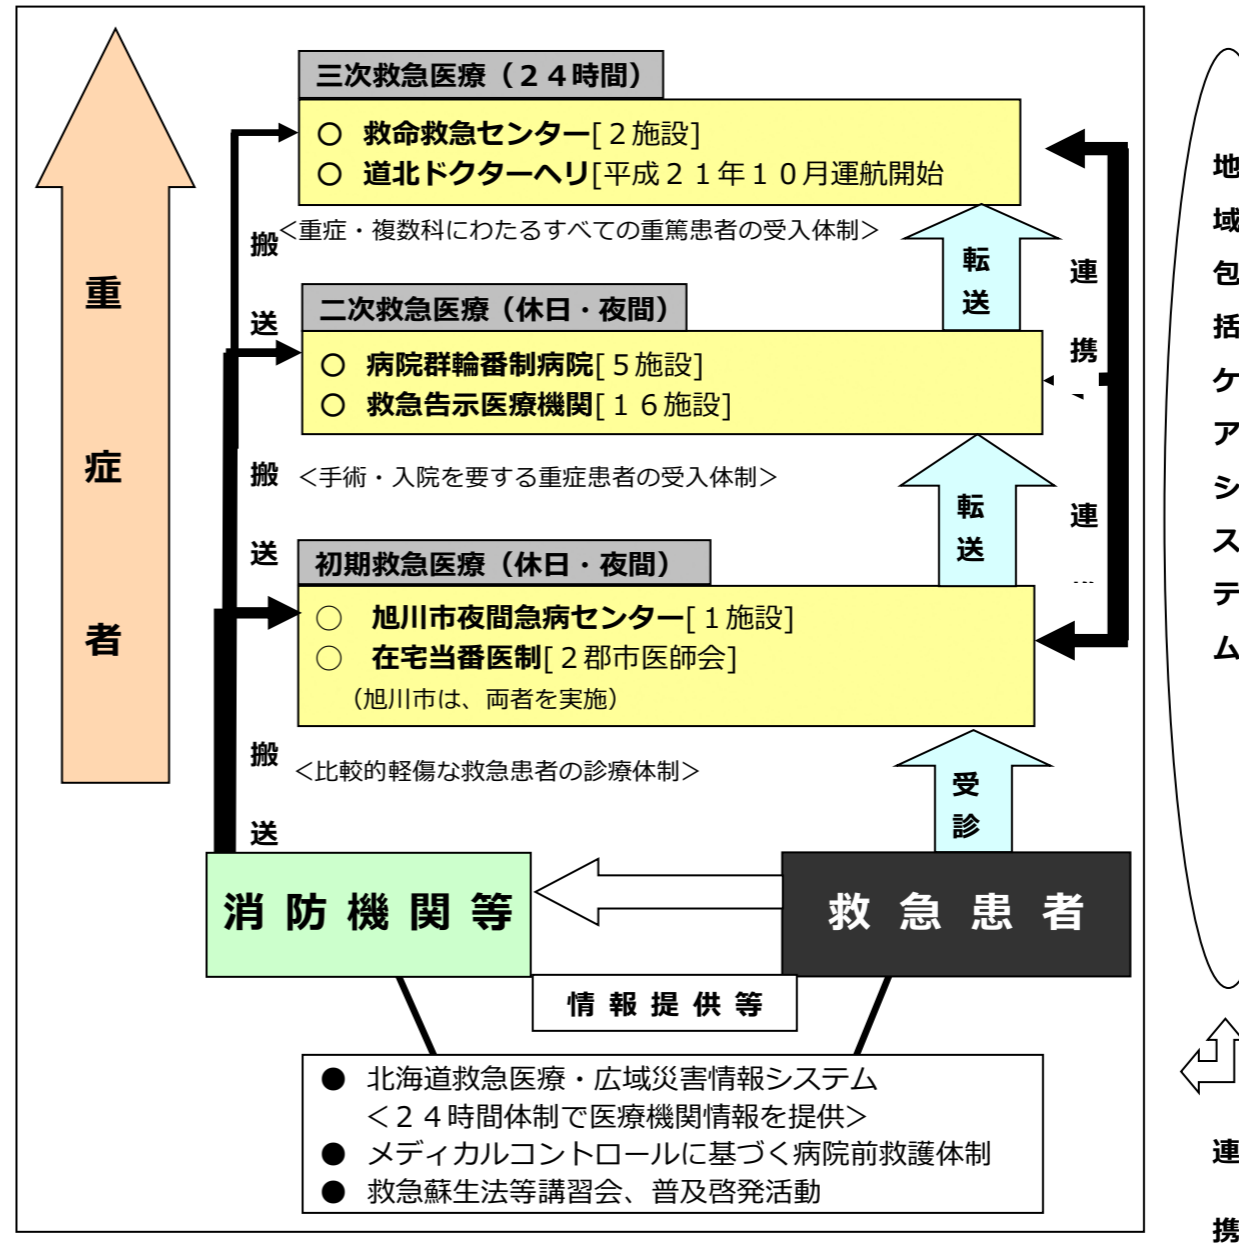 三次救急医療（２４時間）
○　救命救急センター[２施設]
○　道北ドクターヘリ[平成２１年１０月運航開始
＜重症・複数科にわたるすべての重篤患者の受入体制＞
搬送
転送
連携
二次救急医療（休日・夜間）
○　病院群輪番制病院[５施設]
○　救急告示医療機関[１６施設]
＜手術・入院を要する重症患者の受入体制＞
搬送
転送
連
初期救急医療（休日・夜間）
○　旭川市夜間急病センター[１施設]
○　在宅当番医制[２郡市医師会]
（旭川市は、両者を実施）
＜比較的軽傷な救急患者の診療体制＞
搬送
受診
重症者
消防機関等
救急患者
情報提供等
●　北海道救急医療・広域災害情報システム
＜２４時間体制で医療機関情報を提供＞
●　メディカルコントロールに基づく病院前救護体制
●　救急蘇生法等講習会、普及啓発活動
地域包括ケアシステム
連携